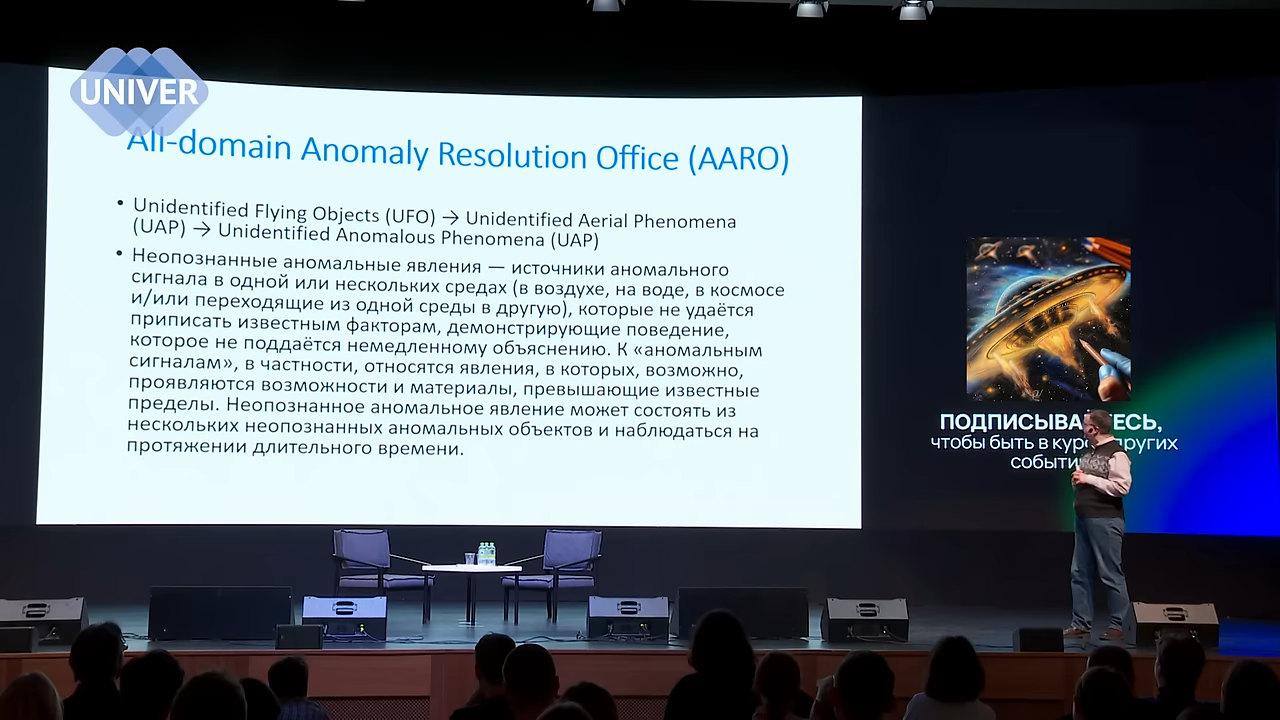 UNIVER
All-domain Anomaly Resolution Office (AARO)
• Unidentified Flying Objects (UFO) → Unidentified Aerial Phenomena
(UAP) → Unidentified Anomalous Phenomena (UAP)
• Неопознанные аномальные явления — источники аномального
сигнала в одной или нескольких средах (в воздухе, на воде, в космосе
и/или переходящие из одной среды в другую), которые не удаётся
приписать известным факторам, демонстрирующие поведение,
которое не поддаётся немедленному объяснению. К «аномальным
сигналам», в частности, относятся явления, в которых, возможно,
проявляются возможности и материалы, превышающие известные
пределы. Неопознанное аномальное явление может состоять из
нескольких неопознанных аномальных объектов и наблюдаться на
протяжении длительного времени.
чтобы быть в других